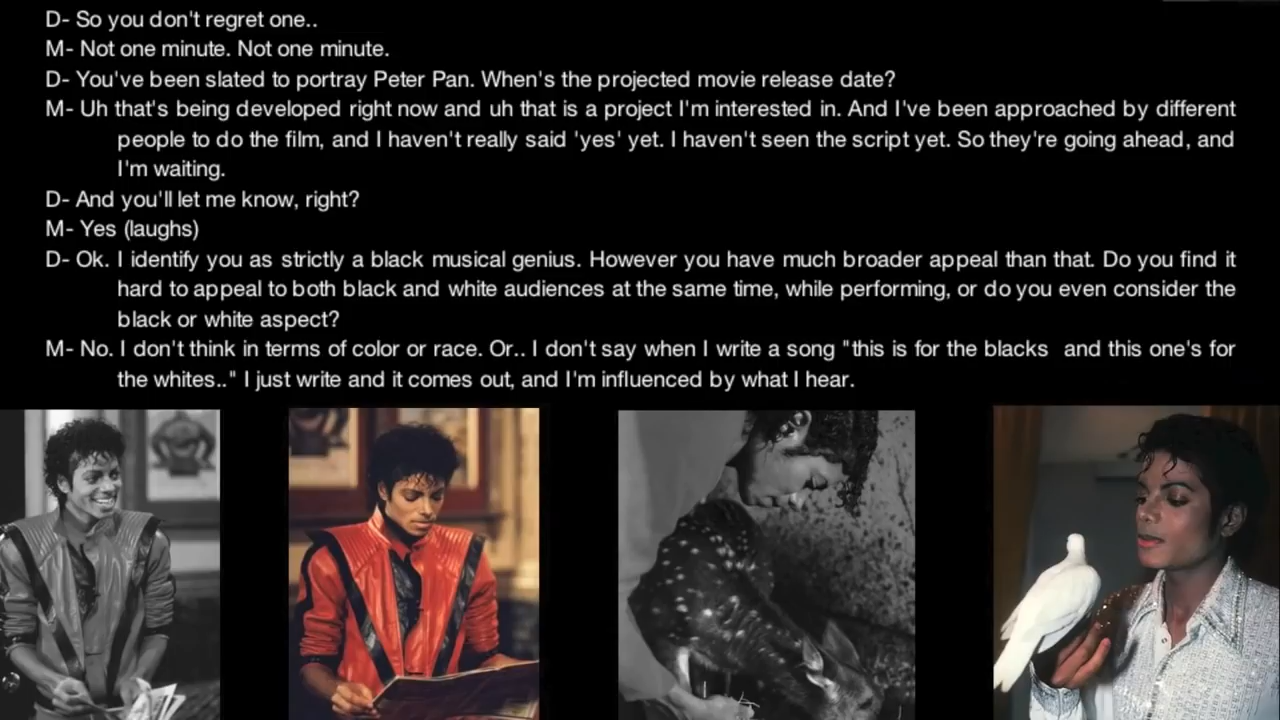 D- So you don't regret one..
M- Not one minute. Not one minute.
D- You've been slated to portray Peter Pan. When's the projected movie release date?
M- Uh that's being developed right now and uh that is a project I'm interested in. And I've been approached by different
people to do the film, and I haven't really said 'yes' yet. I haven't seen the script yet. So they're going ahead, and
I'm waiting.
D- And you'll let me know, right?
M- Yes (laughs)
D- Ok. I identify you as strictly a black musical genius. However you have much broader appeal than that. Do you find it
hard to appeal to both black and white audiences at the same time, while performing, or do you even consider the
black or white aspect?
M- No. I don't think in terms of color or race. Or.. I don't say when I write a song "this is for the blacks  and this one's for
the whites.." I just write and it comes out, and I'm influenced by what I hear.